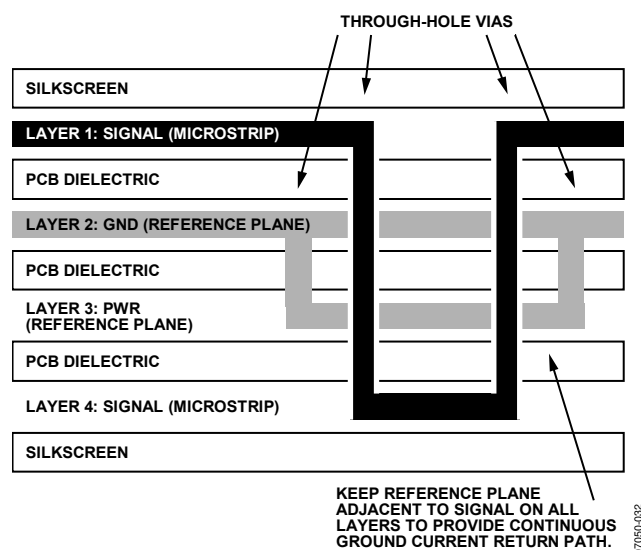 THROUGH-HOLE VIAS
SILKSCREEN
LAYER 1: SIGNAL (MICROSTRIP)
PCB DIELECTRIC
LAYER 2: GND (REFERENCE PLANE)
PCB DIELECTRIC
LAYER 3: PWR
(REFERENCE PLANE)
PCB DIELECTRIC
LAYER 4: SIGNAL (MICROSTRIP)
SILKSCREEN
KEEP REFERENCE PLANE
ADJACENT TO SIGNAL ON ALL
LAYERS TO PROVIDE CONTINUOUS
GROUND CURRENT RETURN PATH.
7050-032